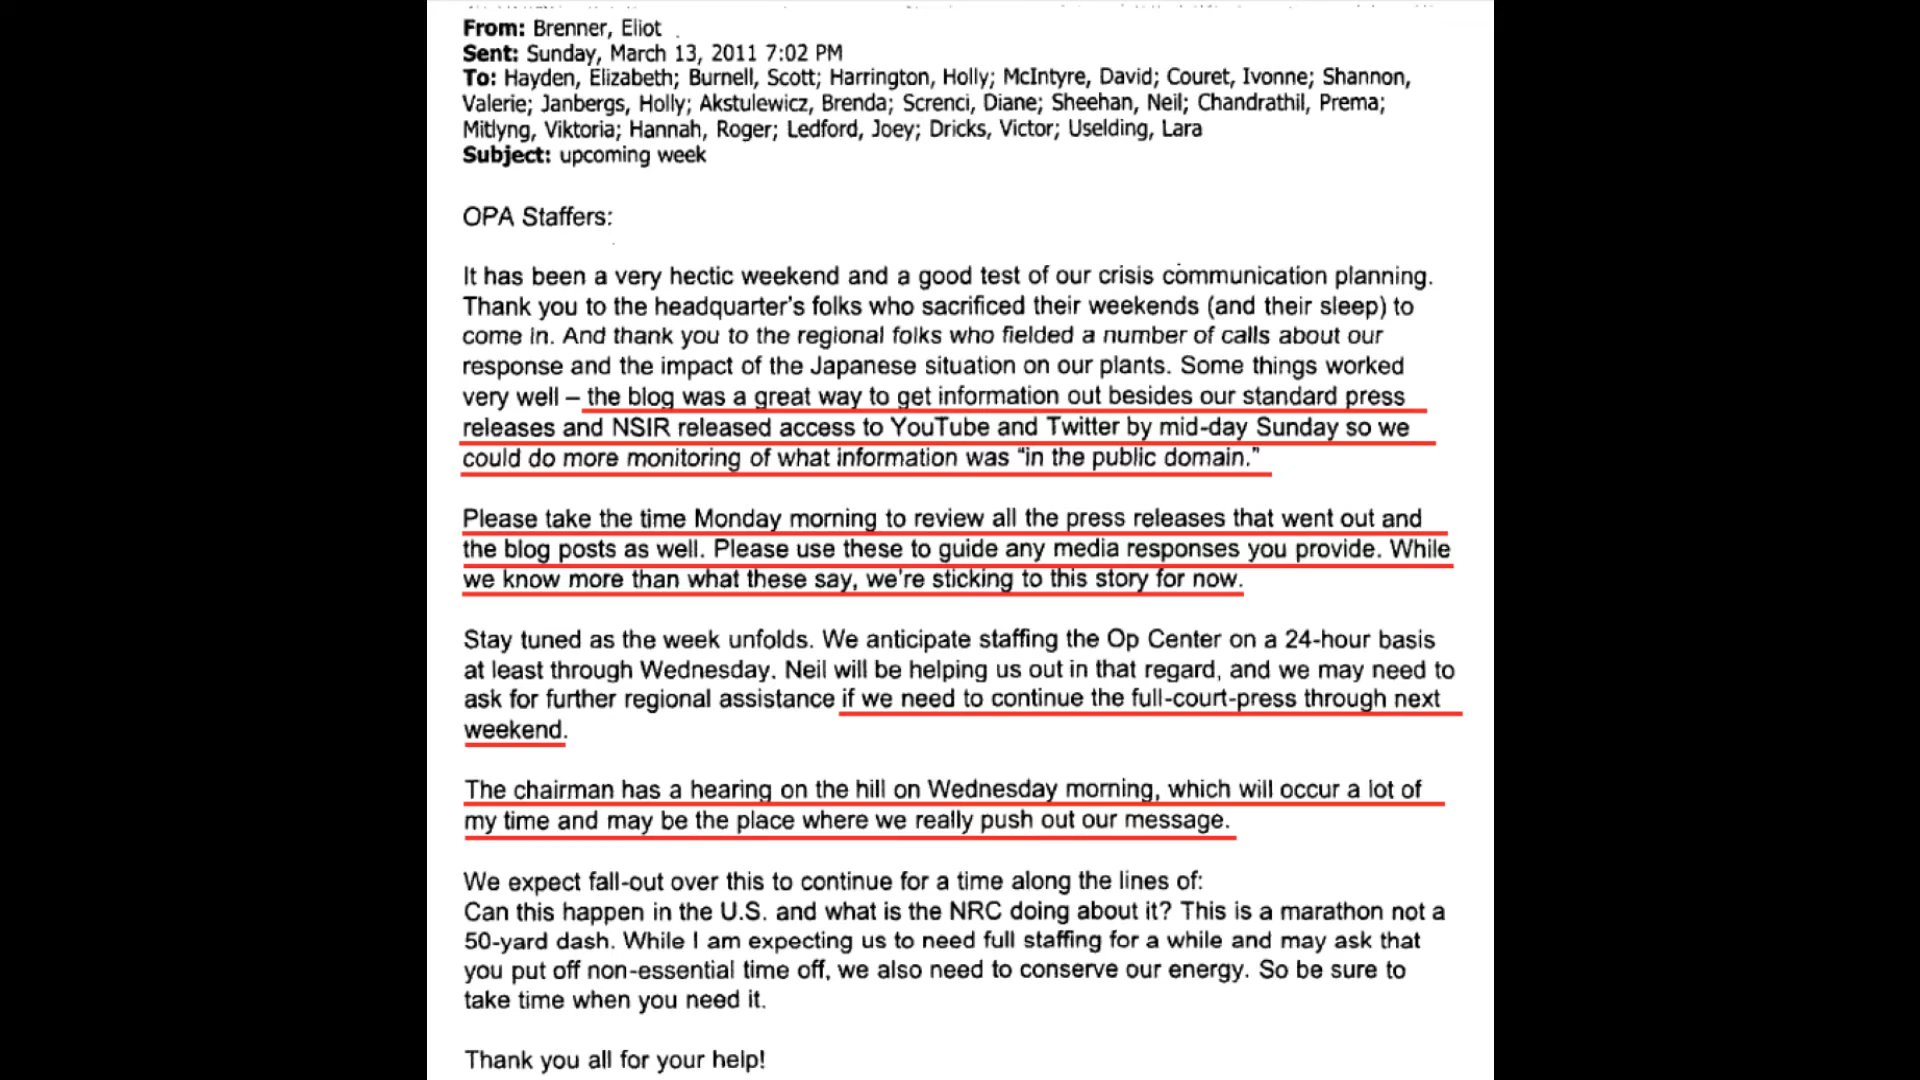 From: Brenner, Eliot
Sent: Sunday, March 13, 2011 7:02 PM
To: Hayden, Elizabeth; Burnell, Scott; Harrington, Holly; McIntyre, David; Couret, Ivonne; Shannon,
Valerie; Janbergs, Holly; Akstulewicz, Brenda; Screnci, Diane; Sheehan, Neil; Chandrathil, Prema;
Mitlyng, Viktoria; Hannah, Roger; Ledford, Joey; Dricks, Victor; Uselding, Lara
Subject: upcoming week
OPA Staffers:
It has been a very hectic weekend and a good test of our crisis communication planning.
Thank you to the headquarter's folks who sacrificed their weekends (and their sleep) to
come in. And thank you to the regional folks who fielded a number of calls about our
response and the impact of the Japanese situation on our plants. Some things worked
very well – the blog was a great way to get information out besides our standard press
releases and NSIR released access to YouTube and Twitter by mid-day Sunday so we
could do more monitoring of what information was "in the public domain."
Please take the time Monday morning to review all the press releases that went out and
the blog posts as well. Please use these to guide any media responses you provide. While
we know more than what these say, we're sticking to this story for now.
Stay tuned as the week unfolds. We anticipate staffing the Op Center on a 24-hour basis
at least through Wednesday. Neil will be helping us out in that regard, and we may need to
ask for further regional assistance if we need to continue the full-court-press through next
weekend.
The chairman has a hearing on the hill on Wednesday morning, which will occur a lot of
my time and may be the place where we really push out our message.
We expect fall-out over this to continue for a time along the lines of:
Can this happen in the U.S. and what is the NRC doing about it? This is a marathon not a
50-yard dash. While I am expecting us to need full staffing for a while and may ask that
you put off non-essential time off, we also need to conserve our energy. So be sure to
take time when you need it.
Thank you all for your help!